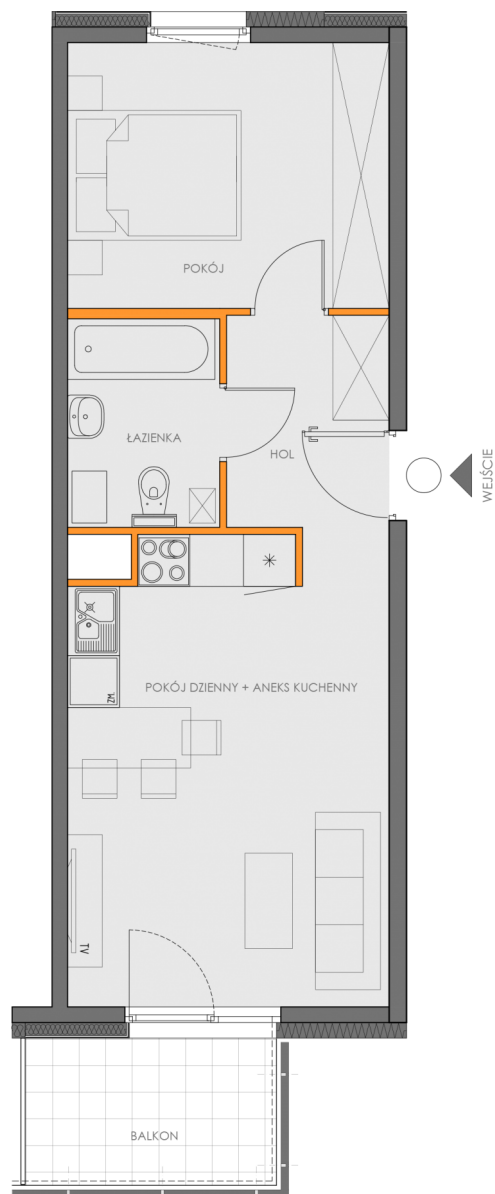 POKÓJ
ŁAZIENKA
HOL
WEJŚCIE
POKÓJ DZIENNY + ANEKS KUCHENNY
ZM.
TV
BALKON